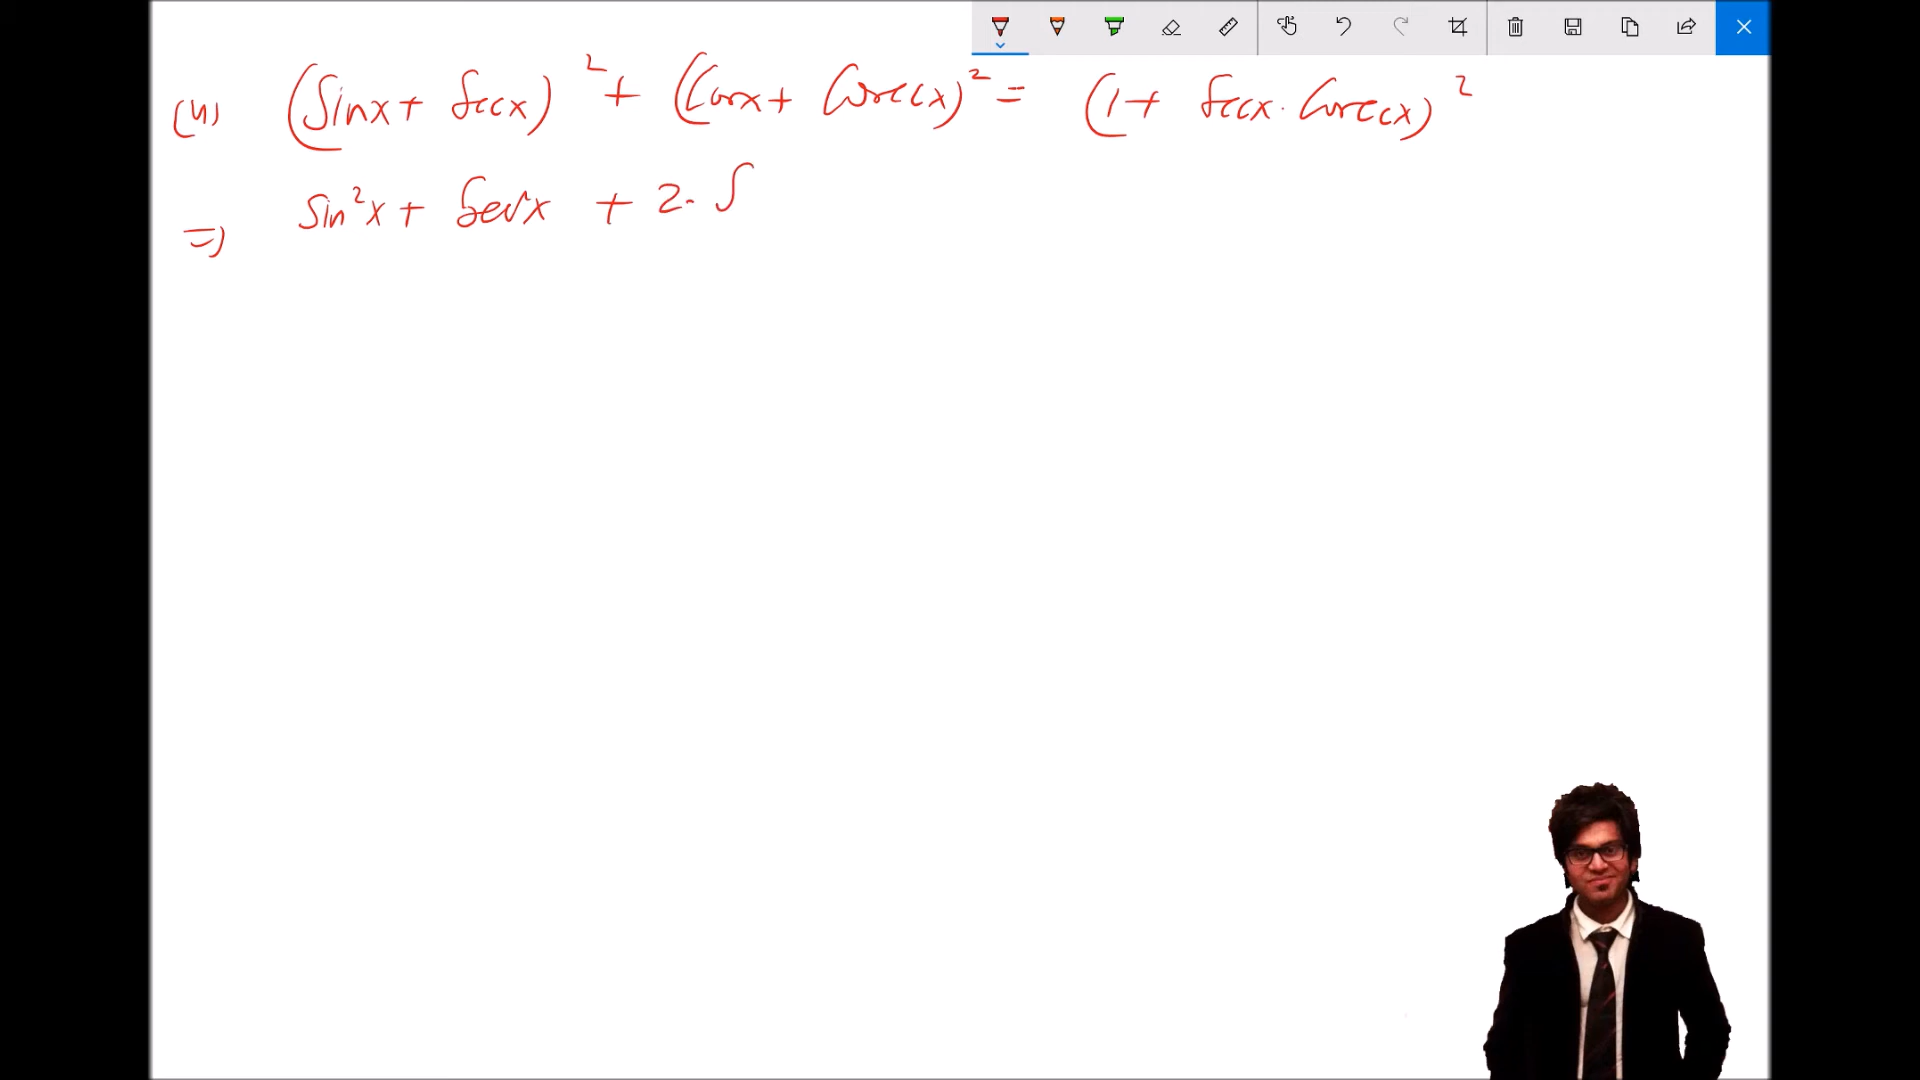 (4) (Sinx + Secx)² + (Cosx + Cosecx)² = (1 + Secx · Cosecx)²
⇒ Sin²x + Sec²x + 2· S